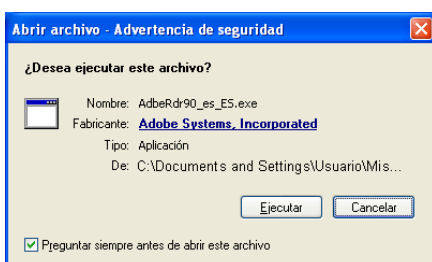 Abrir archivo - Advertencia de seguridad
¿Desea ejecutar este archivo?
Nombre: AdbeRdr90_es_ES.exe
Fabricante: Adobe Systems, Incorporated
Tipo: Aplicación
De: C:\Documents and Settings\Usuario\Mis...
Ejecutar Cancelar
Preguntar siempre antes de abrir este archivo